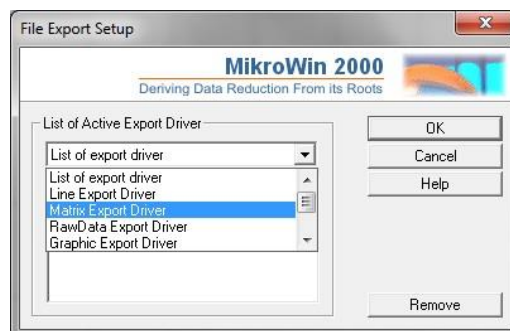 File Export Setup
MikroWin 2000
Deriving Data Reduction From its Roots
List of Active Export Driver
List of export driver
List of export driver
Line Export Driver
Matrix Export Driver
RawData Export Driver
Graphic Export Driver
OK
Cancel
Help
Remove